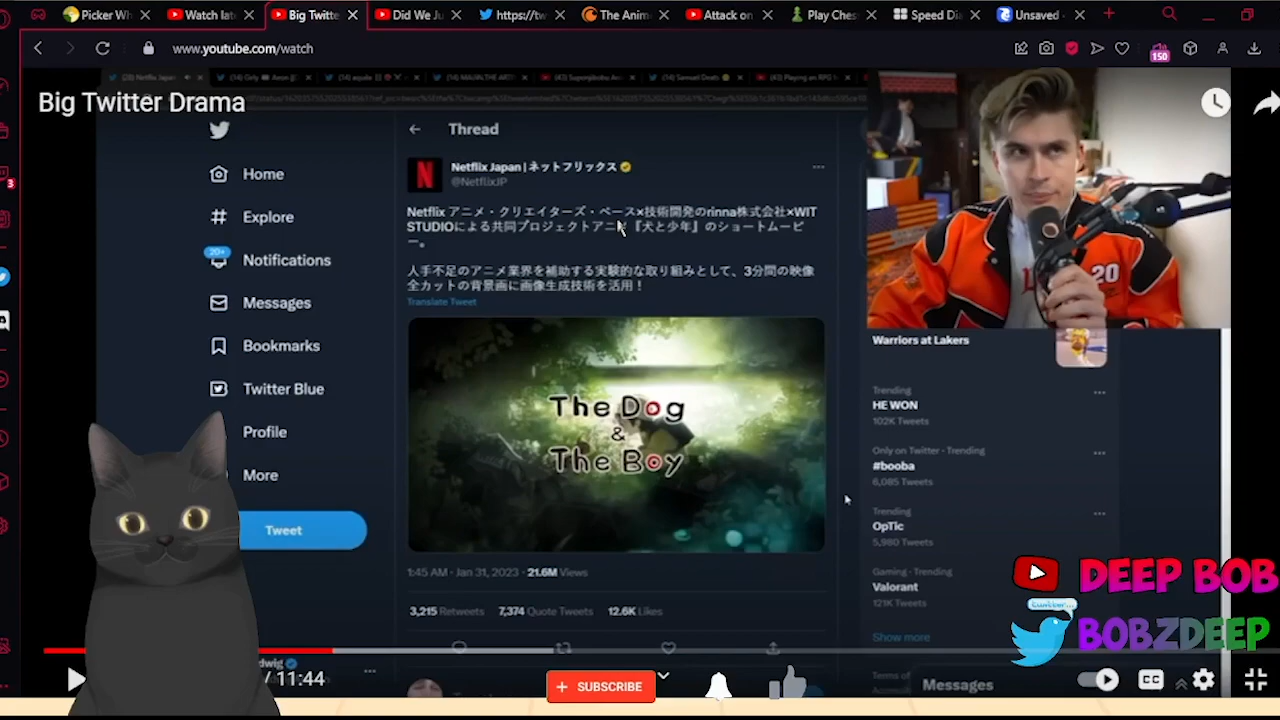 Picker Wh
Watch lat
Big Twitte
Did We Ju
https://tw
The Anim
Attack on
Play Ches
Speed Dia
Unsaved -
www.youtube.com/watch
150
Big Twitter Drama
Thread
Netflix Japan | ネットフリックス
@NetflixJP
Netflix アニメ・クリエイターズ・ベース×技術開発のrinna株式会社×WIT
STUDIOによる共同プロジェクトアニメ『犬と少年』のショートムービ
ー。
人手不足のアニメ業界を補助する実験的な取り組みとして、3分間の映像
全カットの背景画に画像生成技術を活用！
Translate Tweet
The Dog
&
The Boy
1:45 AM · Jan 31, 2023 · 21.6M Views
3,215 Retweets 7,374 Quote Tweets 12.6K Likes
Home
Explore
20+
Notifications
Messages
Bookmarks
Twitter Blue
Profile
More
Tweet
3
20
Warriors at Lakers
Trending
HE WON
102K Tweets
Only on Twitter · Trending
#booba
6,085 Tweets
Trending
OpTic
5,980 Tweets
Gaming · Trending
Valorant
121K Tweets
Show more
Messages
DEEP BOB
twitter...
BOBZDEEP
dwig
/ 11:44
+ SUBSCRIBE
CC